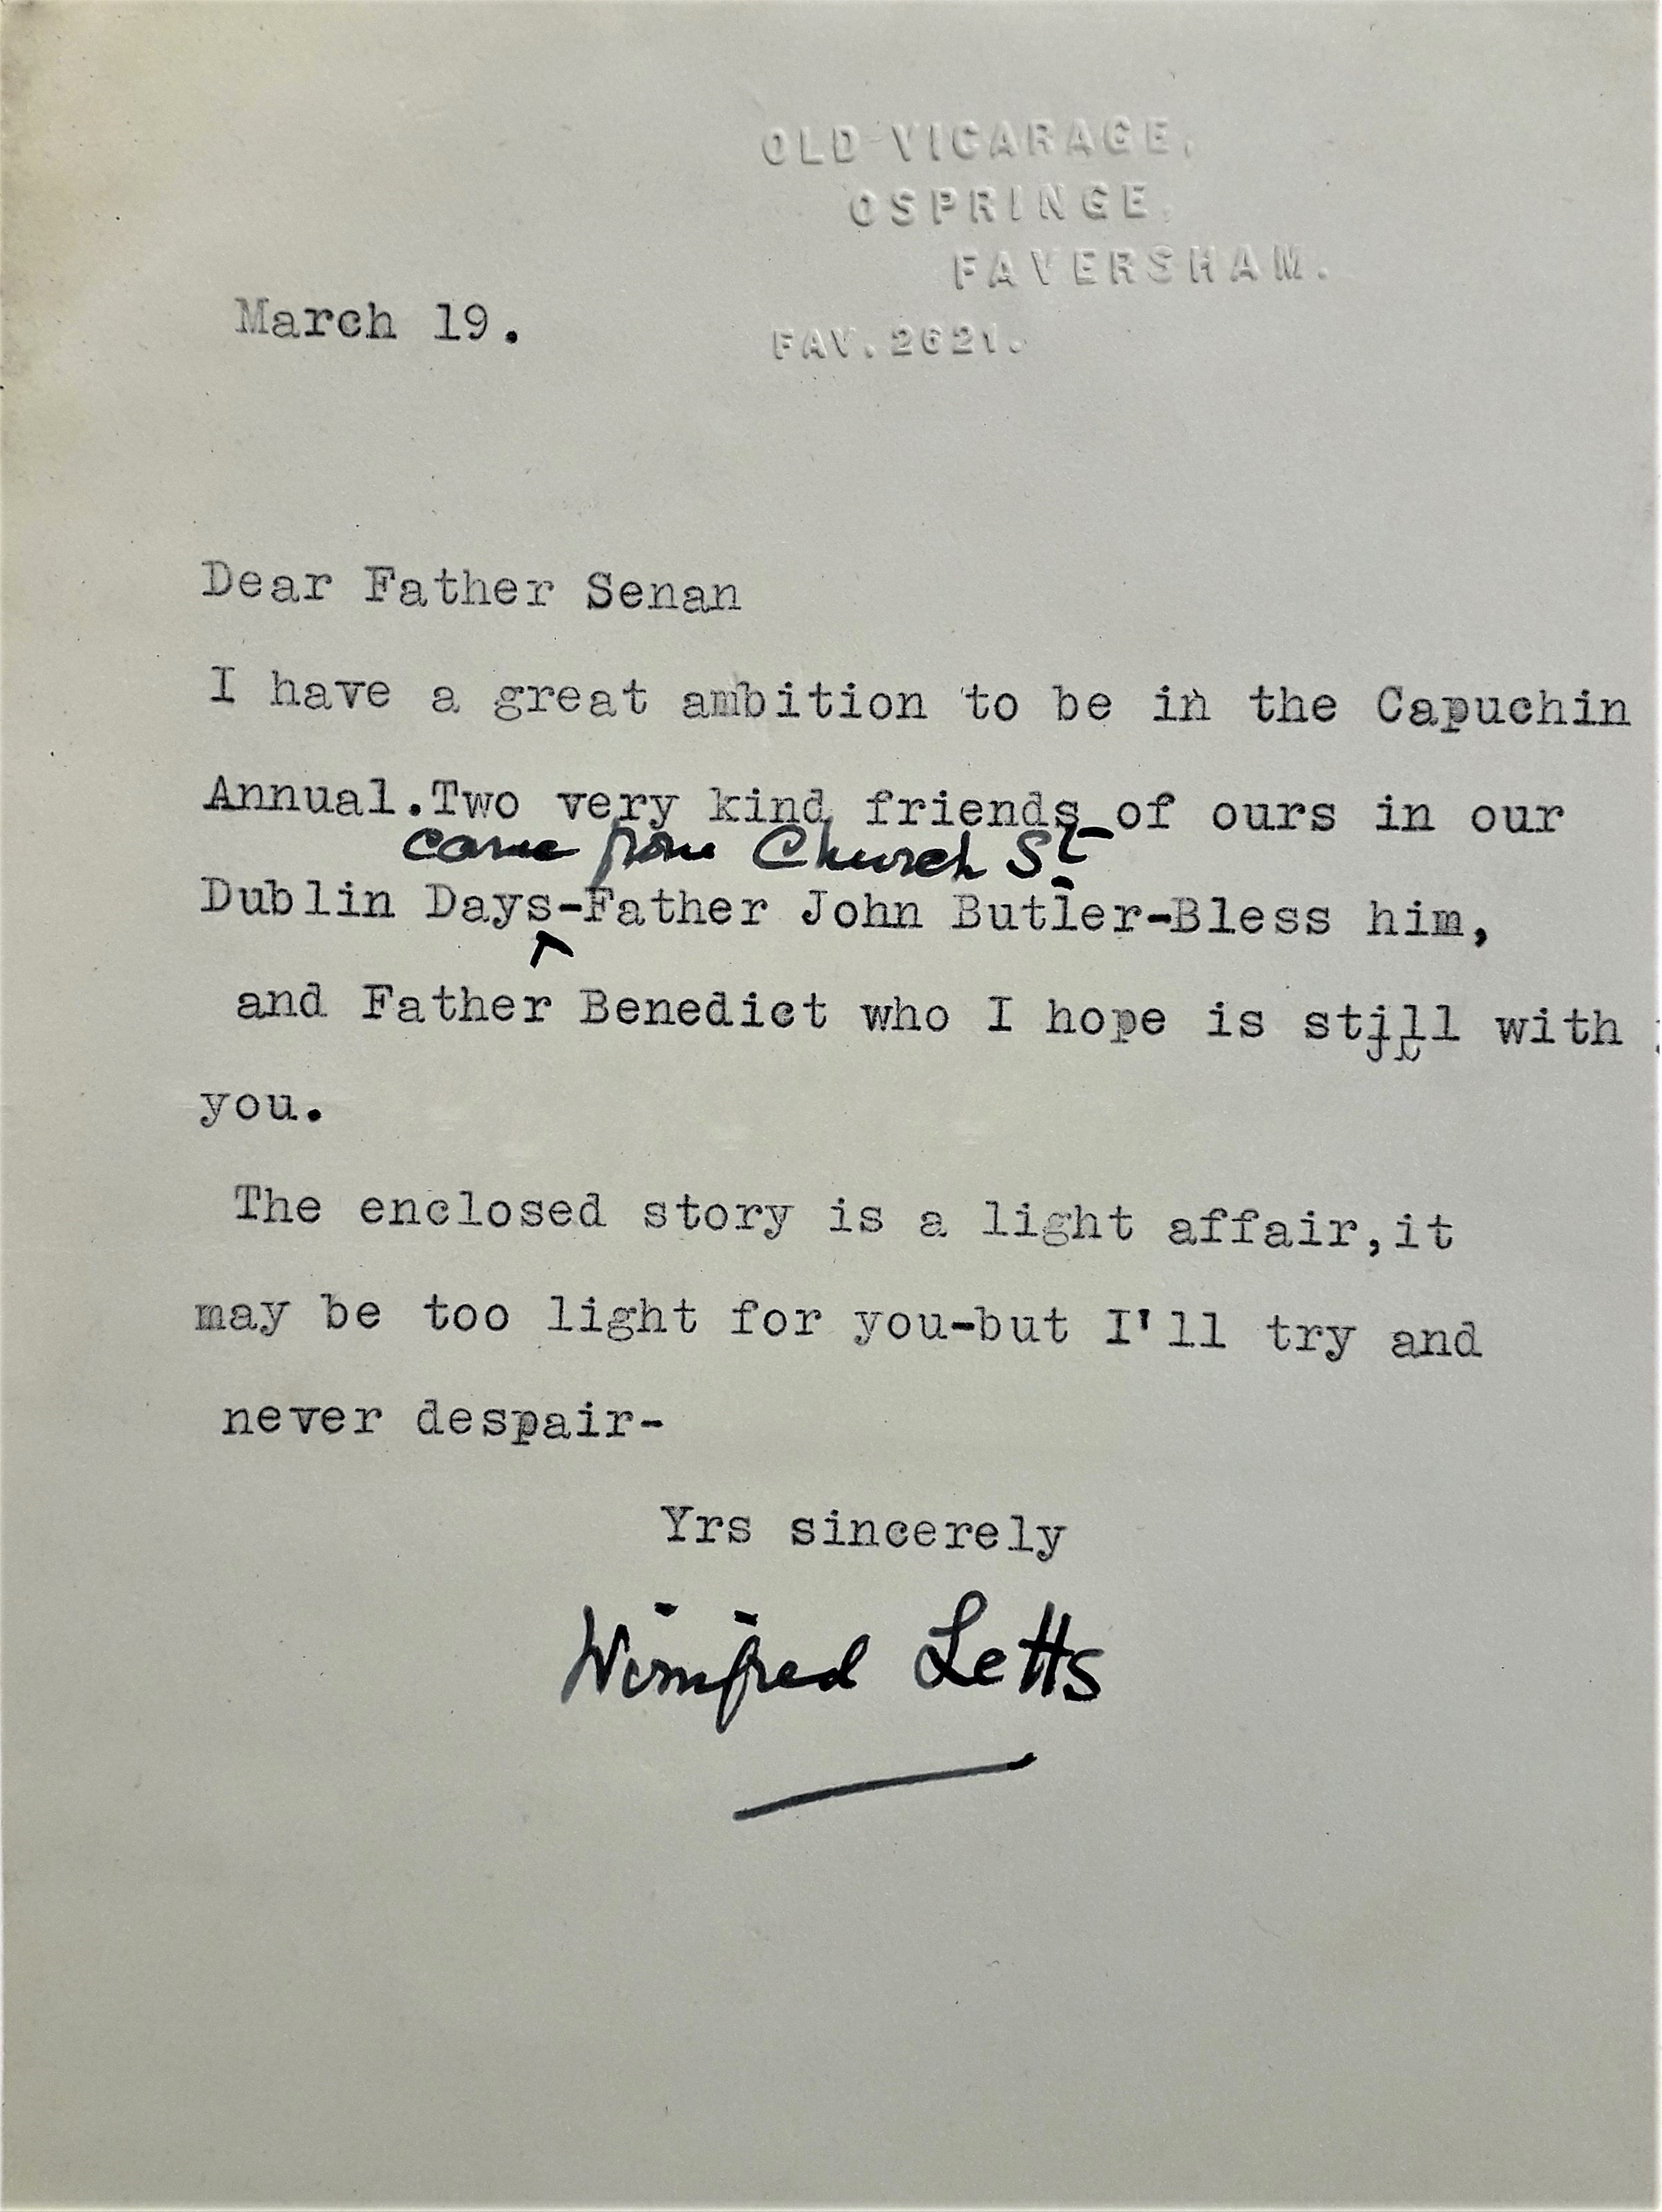 OLD VICARAGE,
OSPRINGE,
FAVERSHAM.
March 19.
FAV. 2621.
Dear Father Senan
I have a great ambition to be in the Capuchin
Annual.Two very kind friends of ours in our
came from Church St
Dublin Days-Father John Butler-Bless him,
and Father Benedict who I hope is still with
you.
The enclosed story is a light affair,it
may be too light for you-but I'll try and
never despair-
Yrs sincerely
Winifred Letts